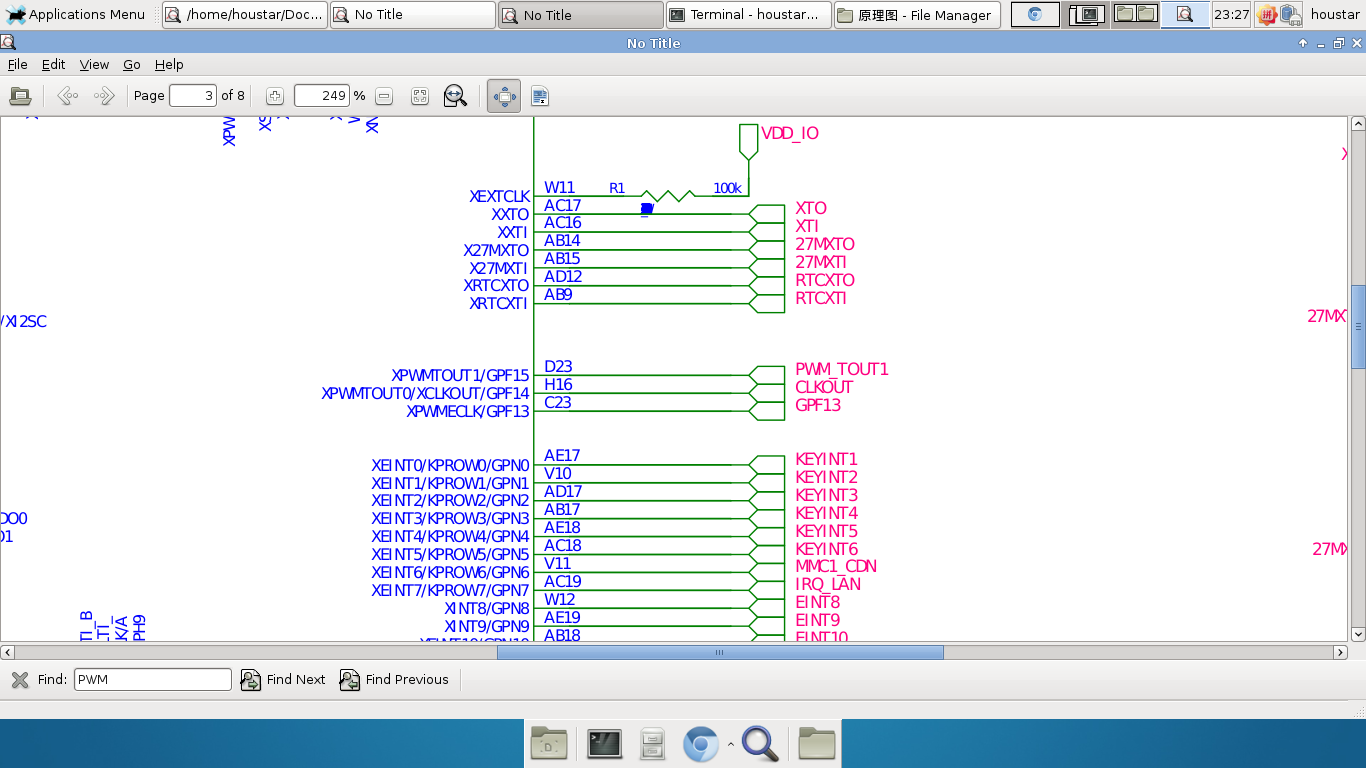 Applications Menu /home/houstar/Doc... No Title No Title Terminal - houstar... 原理图 - File Manager 23:27 houstar
No Title
File Edit View Go Help
Page 3 of 8 249 %
VDD_IO
XEXTCLK W11 R1 100k
XXTO AC17 XTO
XXTI AC16 XTI
X27MXTO AB14 27MXTO
X27MXTI AB15 27MXTI
XRTCXTO AD12 RTCXTO
XRTCXTI AB9 RTCXTI
/XI2SC
27MX
XPWMTOUT1/GPF15 D23 PWM_TOUT1
XPWMTOUT0/XCLKOUT/GPF14 H16 CLKOUT
XPWMECLK/GPF13 C23 GPF13
XEINT0/KPROW0/GPN0 AE17 KEYINT1
XEINT1/KPROW1/GPN1 V10 KEYINT2
XEINT2/KPROW2/GPN2 AD17 KEYINT3
XEINT3/KPROW3/GPN3 AB17 KEYINT4
XEINT4/KPROW4/GPN4 AE18 KEYINT5
XEINT5/KPROW5/GPN5 AC18 KEYINT6
XEINT6/KPROW6/GPN6 V11 MMC1_CDN
XEINT7/KPROW7/GPN7 AC19 IRQ_LAN
XINT8/GPN8 W12 EINT8
XINT9/GPN9 AE19 EINT9
AB18 EINT10
Find: PWM Find Next Find Previous